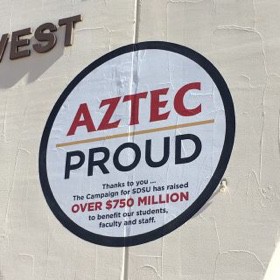 WEST
AZTEC
PROUD
Thanks to you ...
The Campaign for SDSU has raised
OVER $750 MILLION
to benefit our students,
faculty and staff.